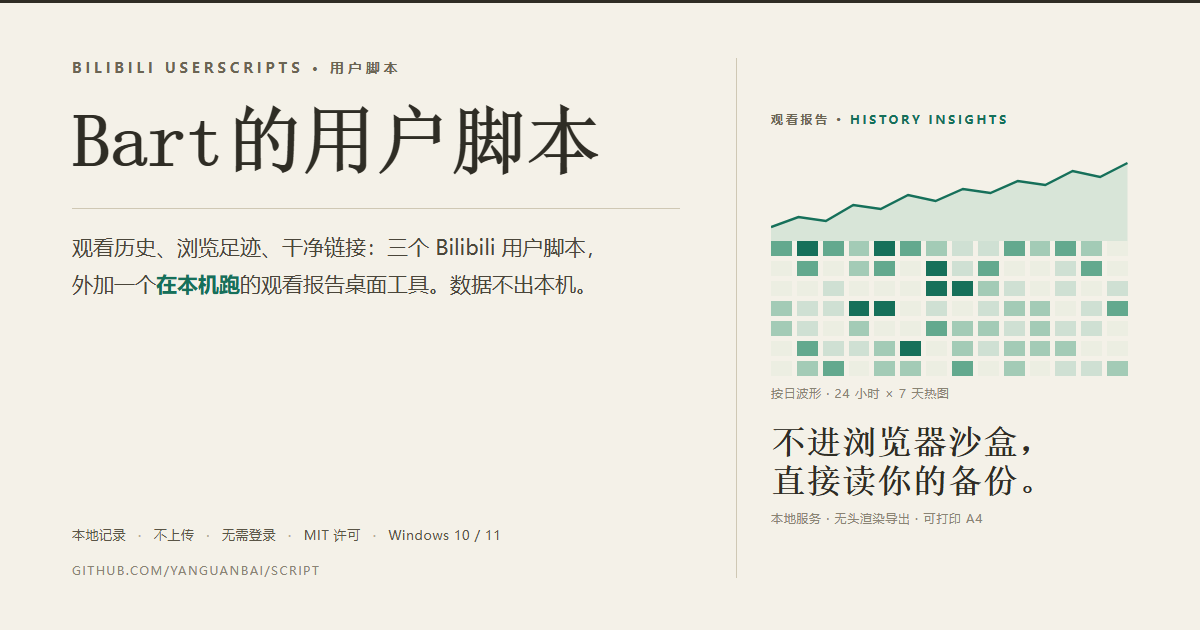 BILIBILI USERSCRIPTS • 用户脚本
Bart 的用户脚本
观看历史、浏览足迹、干净链接：三个 Bilibili 用户脚本，
外加一个在本机跑的观看报告桌面工具。数据不出本机。
本地记录 · 不上传 · 无需登录 · MIT 许可 · Windows 10 / 11
GITHUB.COM/YANGUANBAI/SCRIPT
观看报告 • HISTORY INSIGHTS
按日波形 · 24 小时 × 7 天热图
不进浏览器沙盒，
直接读你的备份。
本地服务 · 无头渲染导出 · 可打印 A4